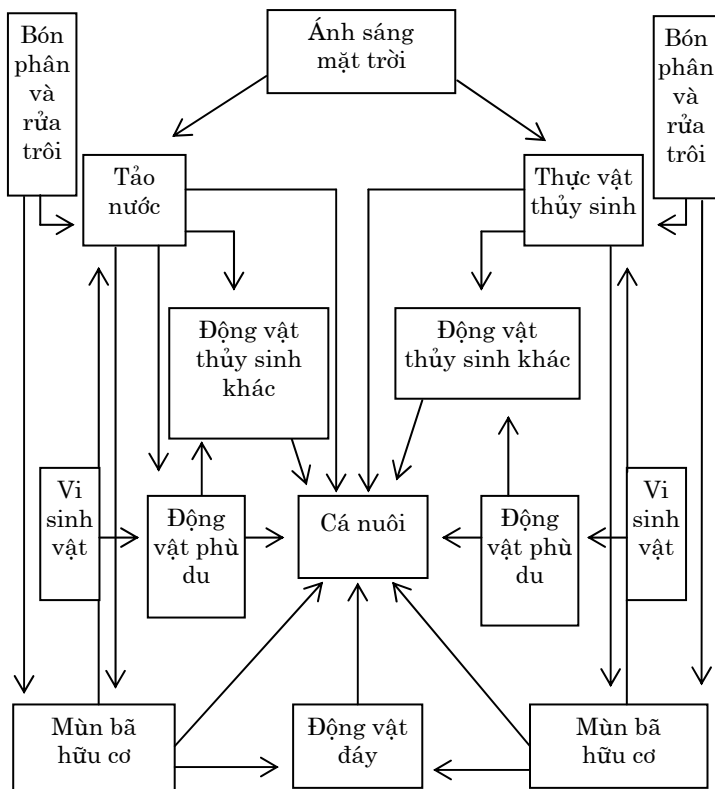 Bón
phân
và
rửa
trôi
Ánh sáng
mặt trời
Bón
phân
và
rửa
trôi
Tảo
nước
Thực vật
thủy sinh
Động vật
thủy sinh
khác
Động vật
thủy sinh khác
Vi
sinh
vật
Động
vật phù
du
Cá nuôi
Động
vật phù
du
Vi
sinh
vật
Mùn bã
hữu cơ
Động vật
đáy
Mùn bã
hữu cơ